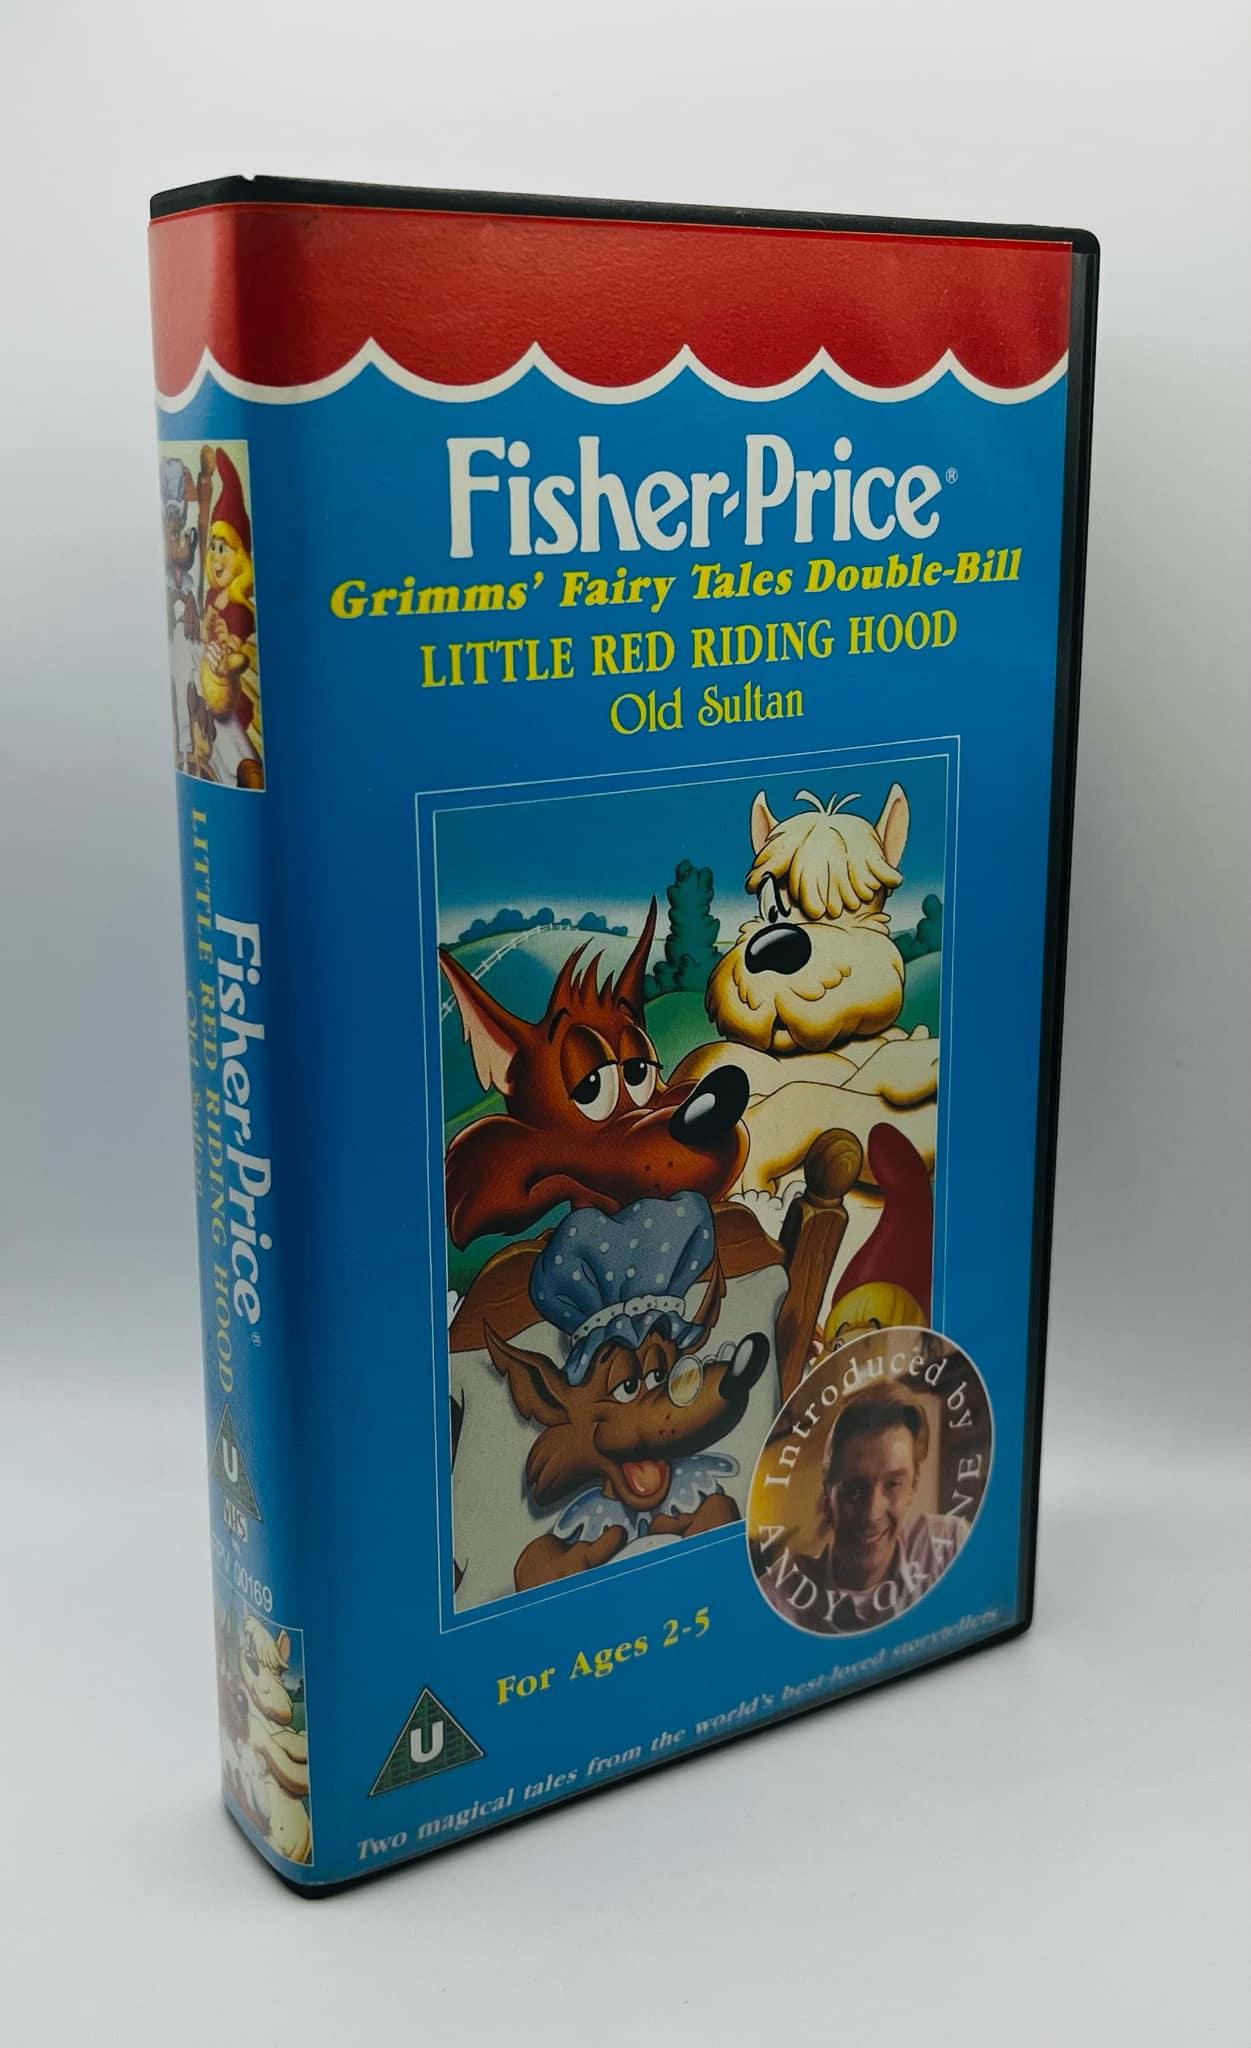 Fisher-Price®
Grimms' Fairy Tales Double-Bill
LITTLE RED RIDING HOOD
Old Sultan
Introduced by
ANDY CRANE
For Ages 2-5
U
Two magical tales from the world's best-loved storytellers
Fisher-Price®
LITTLE RED RIDING HOOD
Old Sultan
U
VHS
FPV 00169